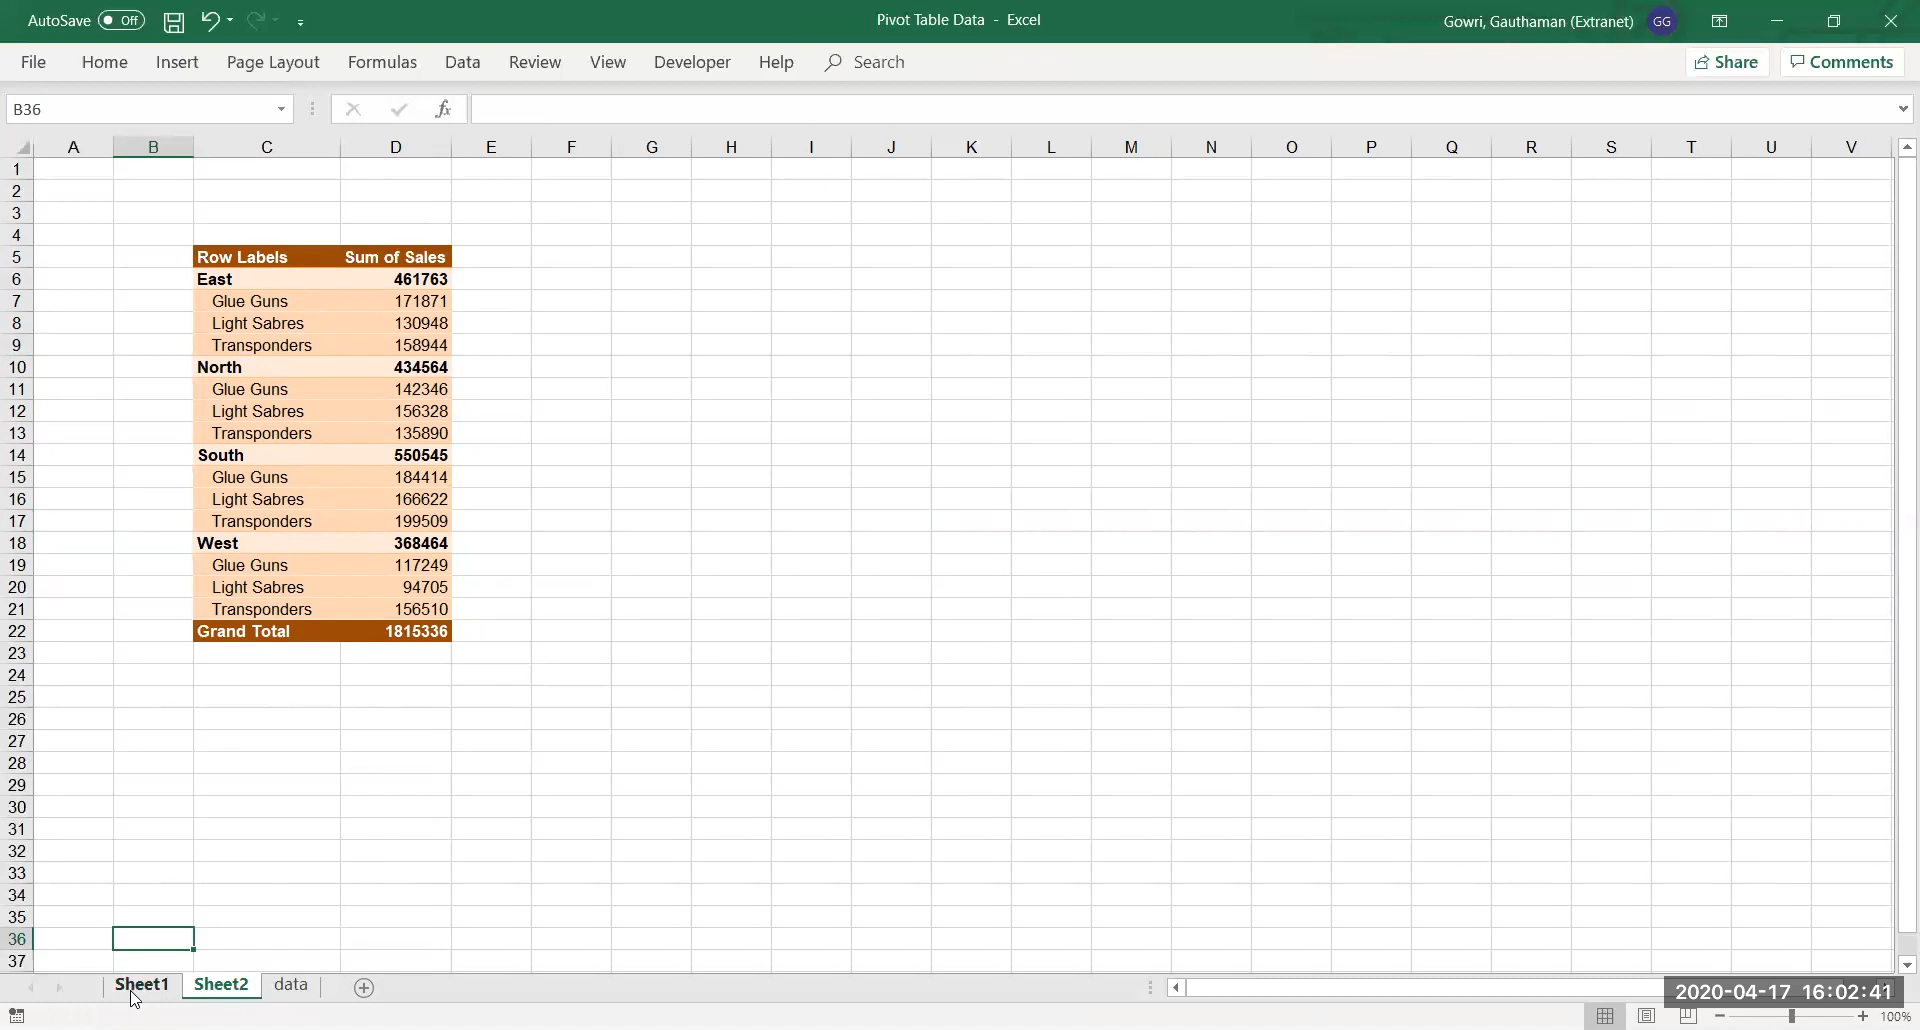 AutoSave Off
Pivot Table Data - Excel
Gowri, Gauthaman (Extranet) GG
File Home Insert Page Layout Formulas Data Review View Developer Help Search
Share Comments
B36 fx
A B C D E F G H I J K L M N O P Q R S T U V
1
2
3
4
5 Row Labels Sum of Sales
6 East 461763
7 Glue Guns 171871
8 Light Sabres 130948
9 Transponders 158944
10 North 434564
11 Glue Guns 142346
12 Light Sabres 156328
13 Transponders 135890
14 South 550545
15 Glue Guns 184414
16 Light Sabres 166622
17 Transponders 199509
18 West 368464
19 Glue Guns 117249
20 Light Sabres 94705
21 Transponders 156510
22 Grand Total 1815336
23
24
25
26
27
28
29
30
31
32
33
34
35
36
37
Sheet1 Sheet2 data
2020-04-17 16:02:41
100%